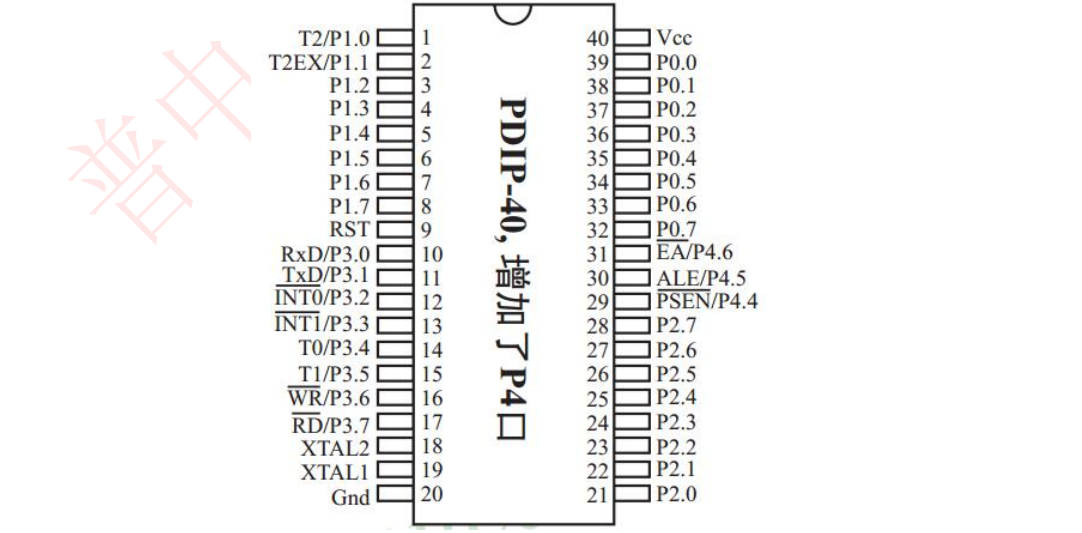 普中
T2/P1.0 1 40 Vcc
T2EX/P1.1 2 39 P0.0
P1.2 3 38 P0.1
P1.3 4 37 P0.2
P1.4 5 36 P0.3
P1.5 6 35 P0.4
P1.6 7 34 P0.5
P1.7 8 33 P0.6
RST 9 32 P0.7
RxD/P3.0 10 31 EA/P4.6
TxD/P3.1 11 30 ALE/P4.5
INT0/P3.2 12 29 PSEN/P4.4
INT1/P3.3 13 28 P2.7
T0/P3.4 14 27 P2.6
T1/P3.5 15 26 P2.5
WR/P3.6 16 25 P2.4
RD/P3.7 17 24 P2.3
XTAL2 18 23 P2.2
XTAL1 19 22 P2.1
Gnd 20 21 P2.0
PDIP-40, 增加了P4口